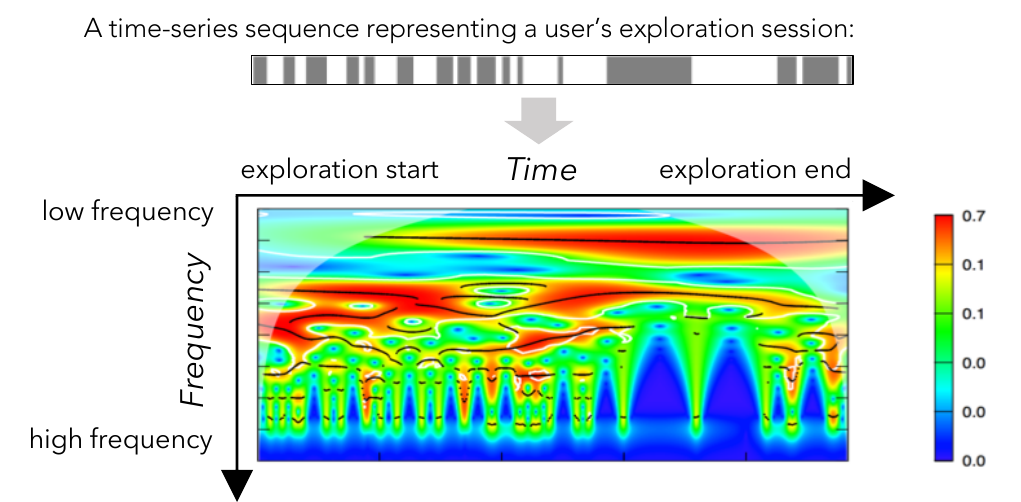 A time-series sequence representing a user's exploration session:
exploration start Time exploration end
low frequency
Frequency
high frequency
0.7
0.1
0.1
0.0
0.0
0.0